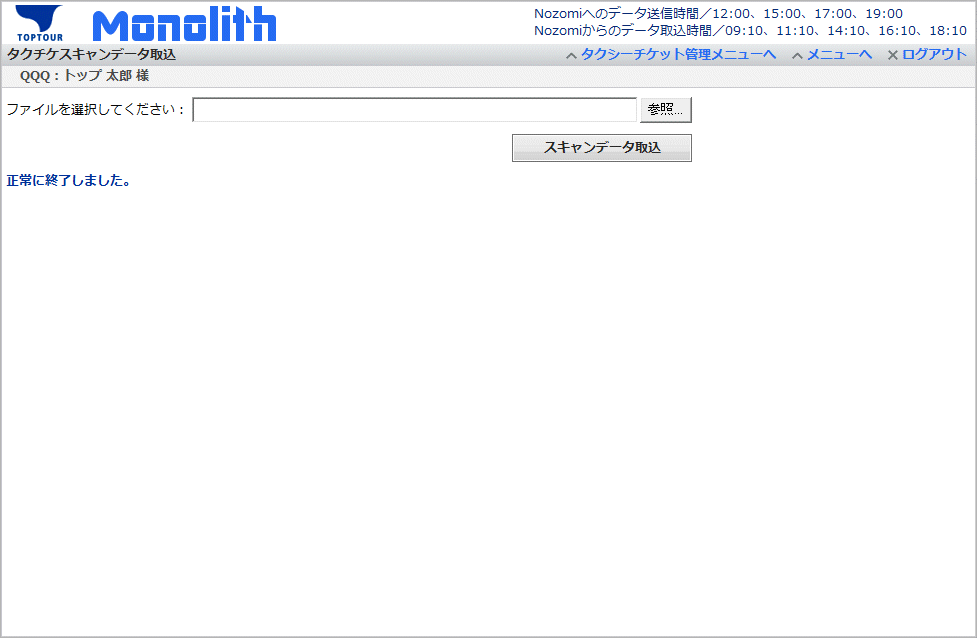 TOPTOUR
Monolith
Nozomiへのデータ送信時間／12:00、15:00、17:00、19:00
Nozomiからのデータ取込時間／09:10、11:10、14:10、16:10、18:10
タクチケスキャンデータ取込
タクシーチケット管理メニューへ メニューへ ログアウト
QQQ：トップ 太郎 様
ファイルを選択してください： 参照...
スキャンデータ取込
正常に終了しました。